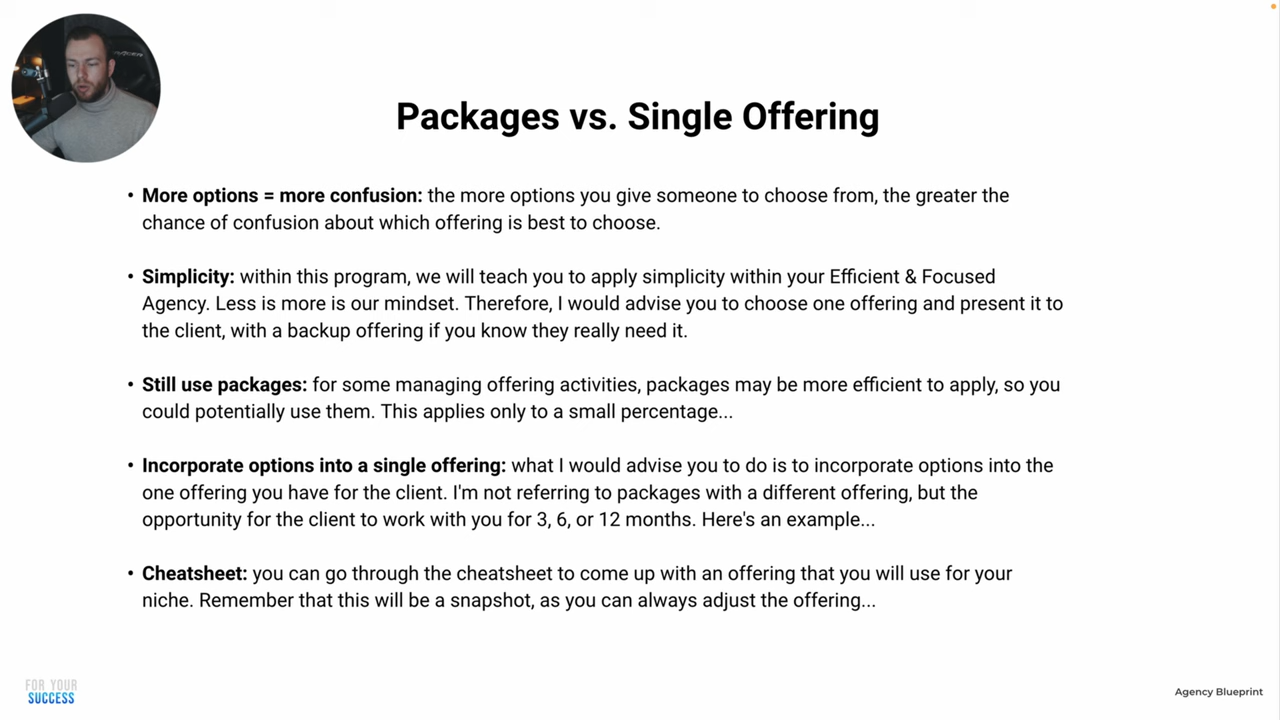 Packages vs. Single Offering
• More options = more confusion: the more options you give someone to choose from, the greater the
chance of confusion about which offering is best to choose.
• Simplicity: within this program, we will teach you to apply simplicity within your Efficient & Focused
Agency. Less is more is our mindset. Therefore, I would advise you to choose one offering and present it to
the client, with a backup offering if you know they really need it.
• Still use packages: for some managing offering activities, packages may be more efficient to apply, so you
could potentially use them. This applies only to a small percentage...
• Incorporate options into a single offering: what I would advise you to do is to incorporate options into the
one offering you have for the client. I'm not referring to packages with a different offering, but the
opportunity for the client to work with you for 3, 6, or 12 months. Here's an example...
• Cheatsheet: you can go through the cheatsheet to come up with an offering that you will use for your
niche. Remember that this will be a snapshot, as you can always adjust the offering...
FOR YOUR
SUCCESS
Agency Blueprint